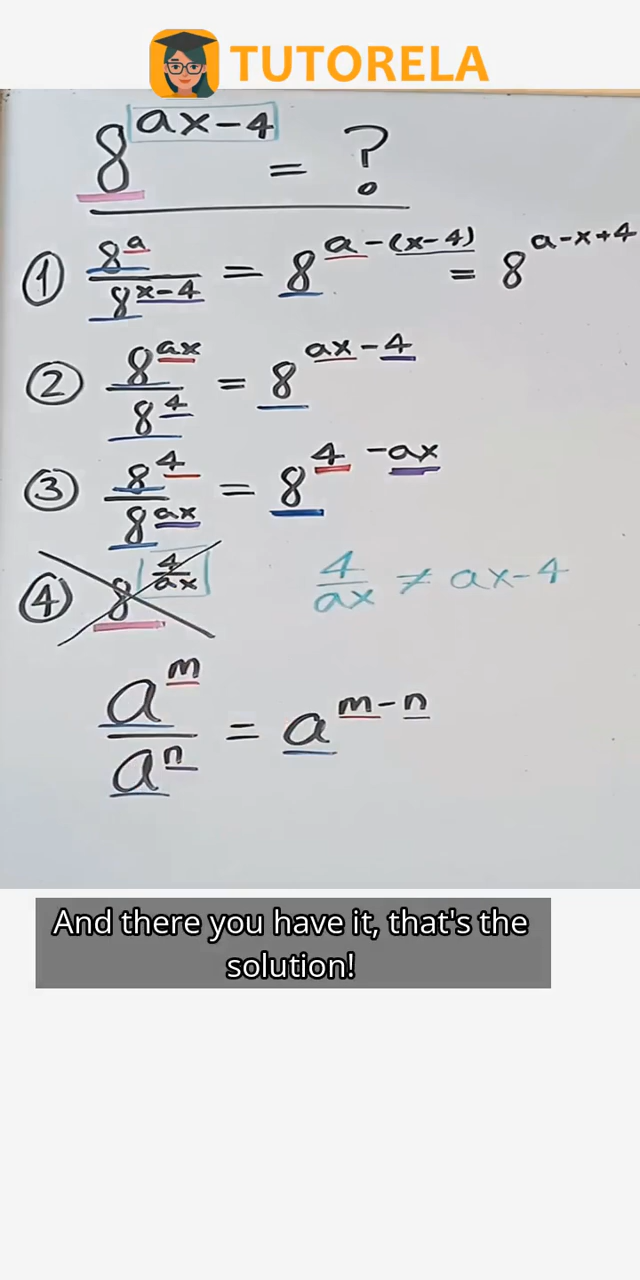 TUTORELA
8^{ax-4} = ?
① 8^{a}/8^{x-4} = 8^{a-(x-4)} = 8^{a-x+4}
② 8^{ax}/8^{4} = 8^{ax-4}
③ 8^{4}/8^{ax} = 8^{4-ax}
④ 8^{4/ax} 4/ax ≠ ax-4
a^{m}/a^{n} = a^{m-n}
And there you have it, that's the
solution!